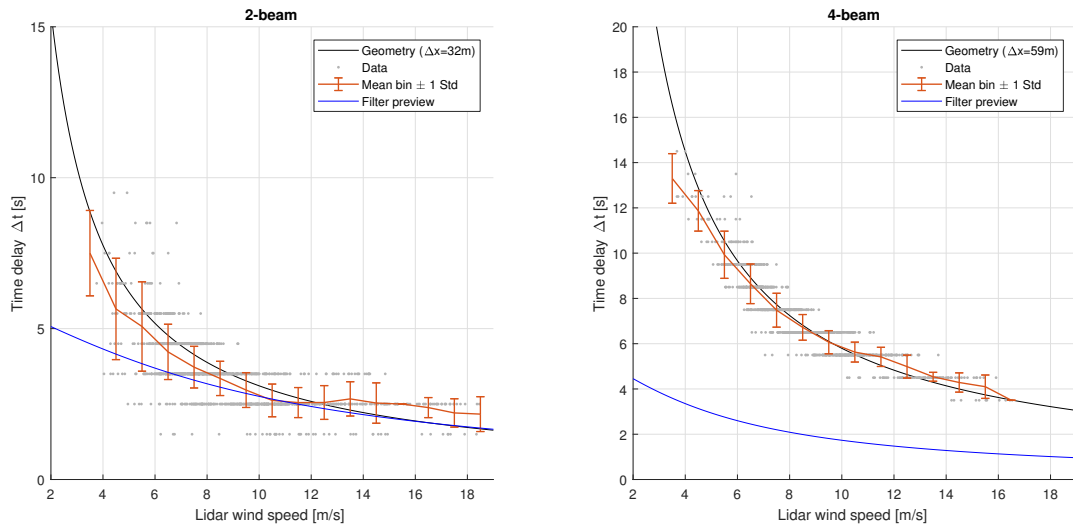 2-beam
15
10
5
0
Time delay Δt [s]
Geometry (Δx=32m)
Data
Mean bin ± 1 Std
Filter preview
2 4 6 8 10 12 14 16 18
Lidar wind speed [m/s]
4-beam
20
18
16
14
12
10
8
6
4
2
0
Time delay Δt [s]
Geometry (Δx=59m)
Data
Mean bin ± 1 Std
Filter preview
2 4 6 8 10 12 14 16 18
Lidar wind speed [m/s]